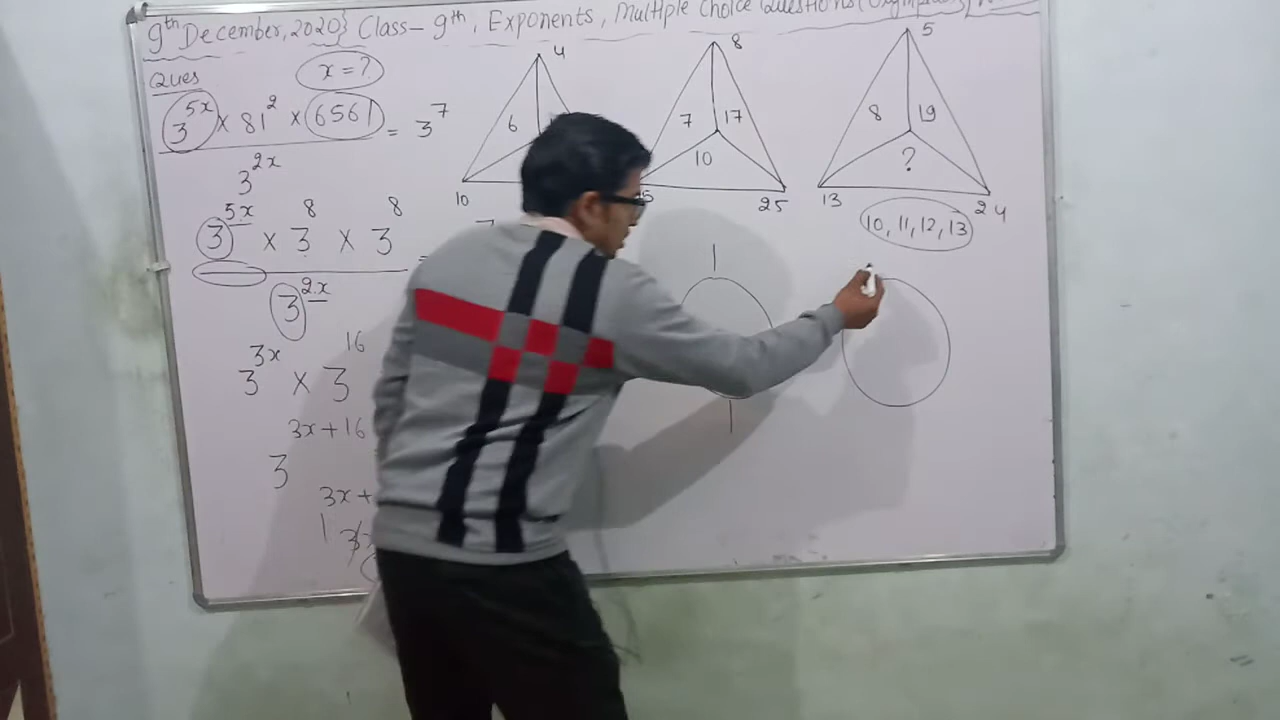 9th December, 2020} Class- 9th, Exponents, Multiple Choice Questions (Olympiads)
Ques
x = ?
3^5x × 81^2 × 6561 = 3^7
3^2x
3^5x × 3^8 × 3^8 =
3^2x
3^3x × 3^16
3^3x+16
3x+
4
6
10
8
7 17
10
25
5
8 19
?
13 24
10, 11, 12, 13